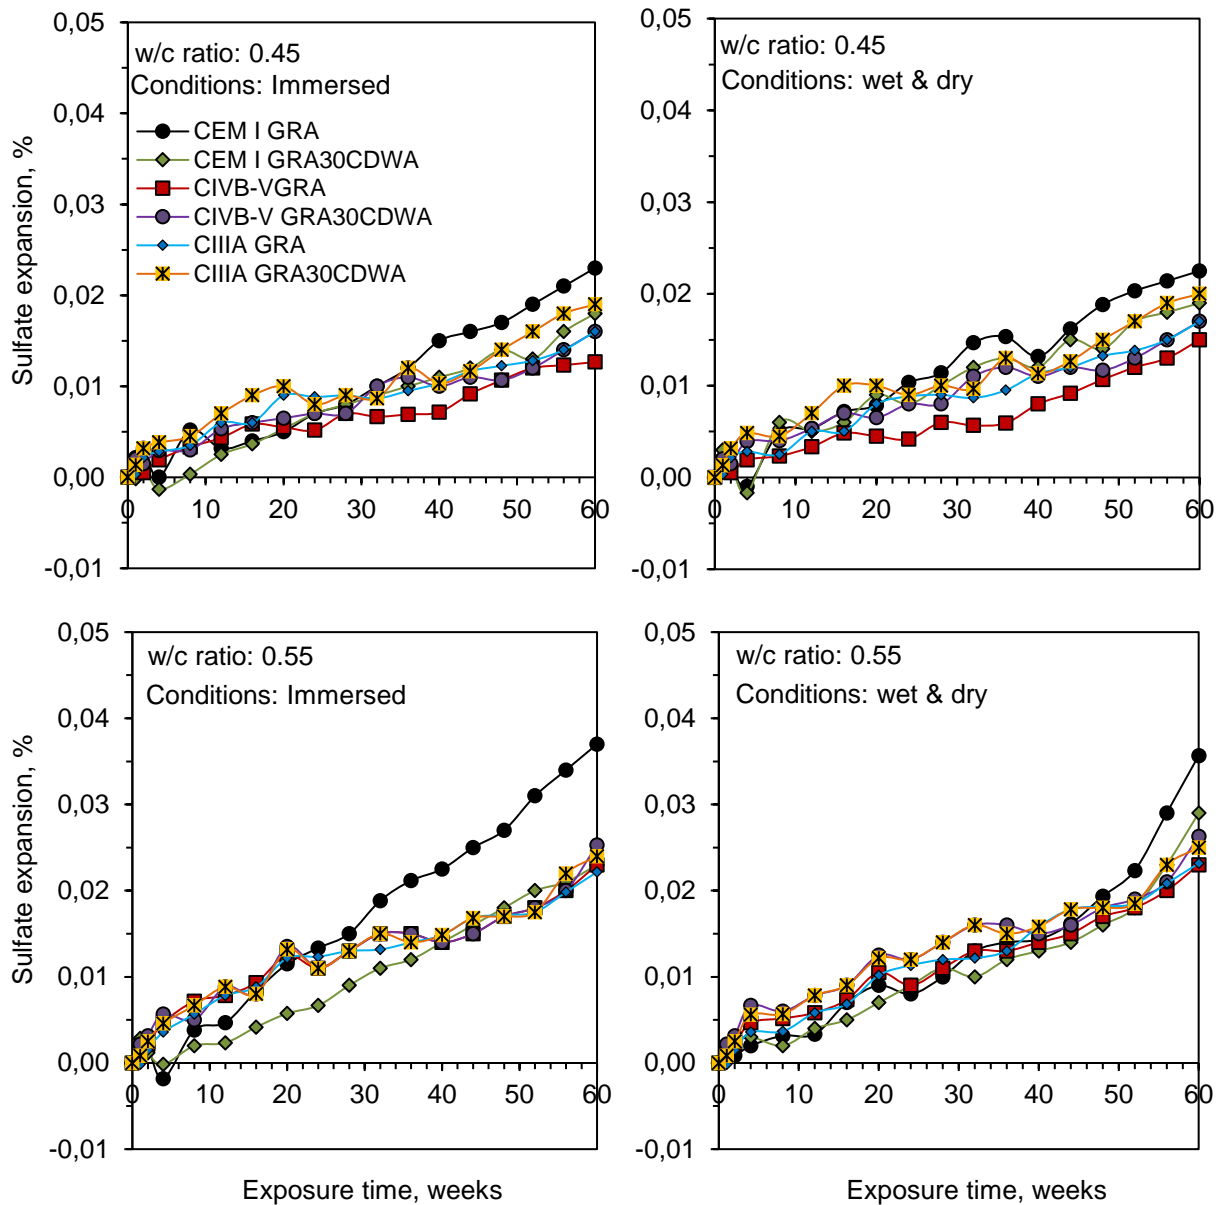 0,05
w/c ratio: 0.45
Conditions: Immersed
0,04
CEM I GRA
CEM I GRA30CDWA
0,03
CIVB-VGRA
CIVB-V GRA30CDWA
CIIIA GRA
CIIIA GRA30CDWA
0,02
0,01
0,00
-0,01
0 10 20 30 40 50 60
Sulfate expansion, %
0,05
w/c ratio: 0.45
Conditions: wet & dry
0,04
0,03
0,02
0,01
0,00
-0,01
0 10 20 30 40 50 60
0,05
w/c ratio: 0.55
Conditions: Immersed
0,04
0,03
0,02
0,01
0,00
-0,01
0 10 20 30 40 50 60
Sulfate expansion, %
Exposure time, weeks
0,05
w/c ratio: 0.55
Conditions: wet & dry
0,04
0,03
0,02
0,01
0,00
-0,01
0 10 20 30 40 50 60
Exposure time, weeks